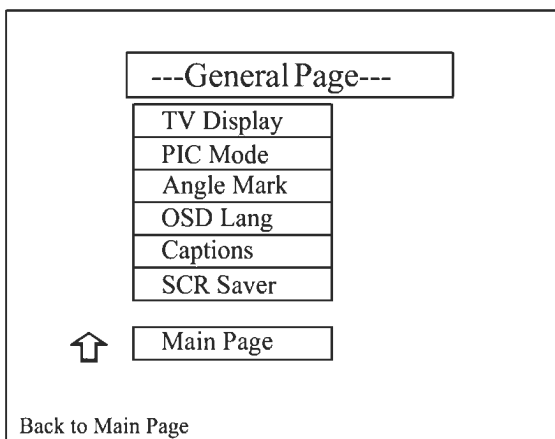 ---General Page---
TV Display
PIC Mode
Angle Mark
OSD Lang
Captions
SCR Saver
Main Page
Back to Main Page